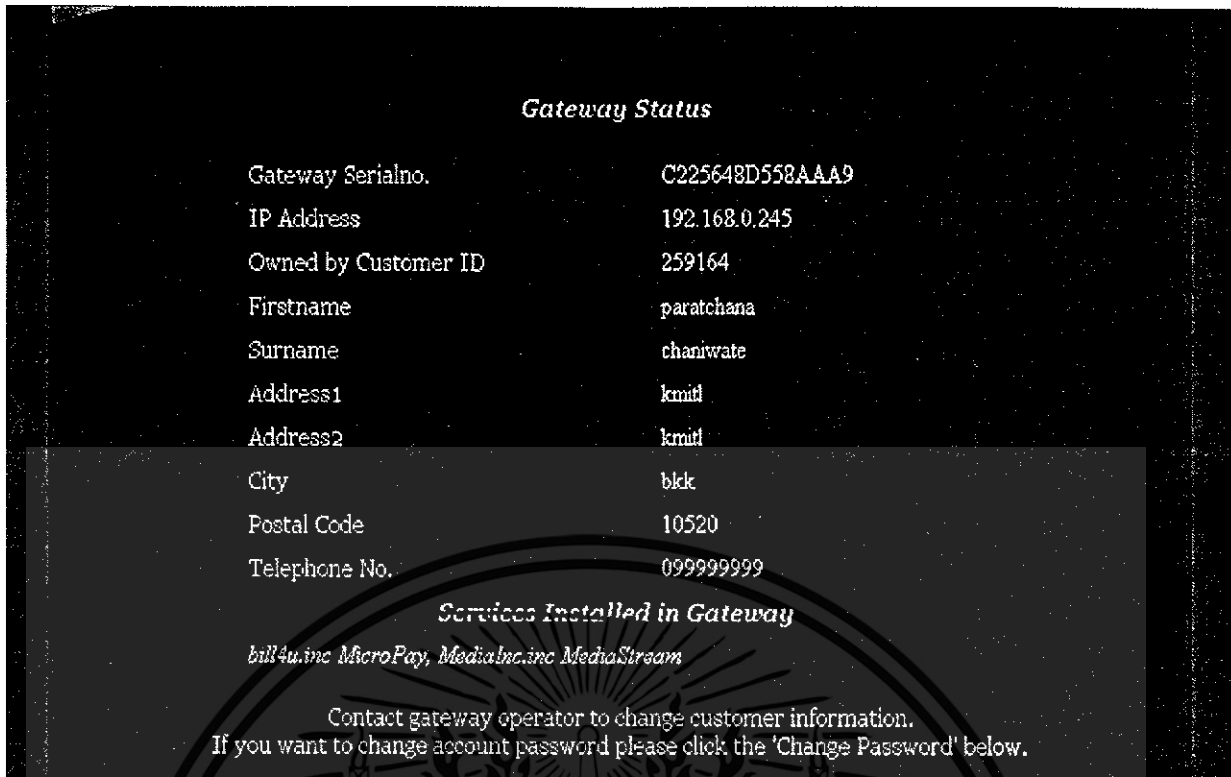 Gateway Status
Gateway Serialno. C225648D558AAA9
IP Address 192.168.0.245
Owned by Customer ID 259164
Firstname paratchana
Surname chaniwate
Address1 kmitl
Address2 kmitl
City bkk
Postal Code 10520
Telephone No. 099999999
Services Installed in Gateway
bill4u.inc MicroPay, MediaInc.inc MediaStream
Contact gateway operator to change customer information.
If you want to change account password please click the 'Change Password' below.